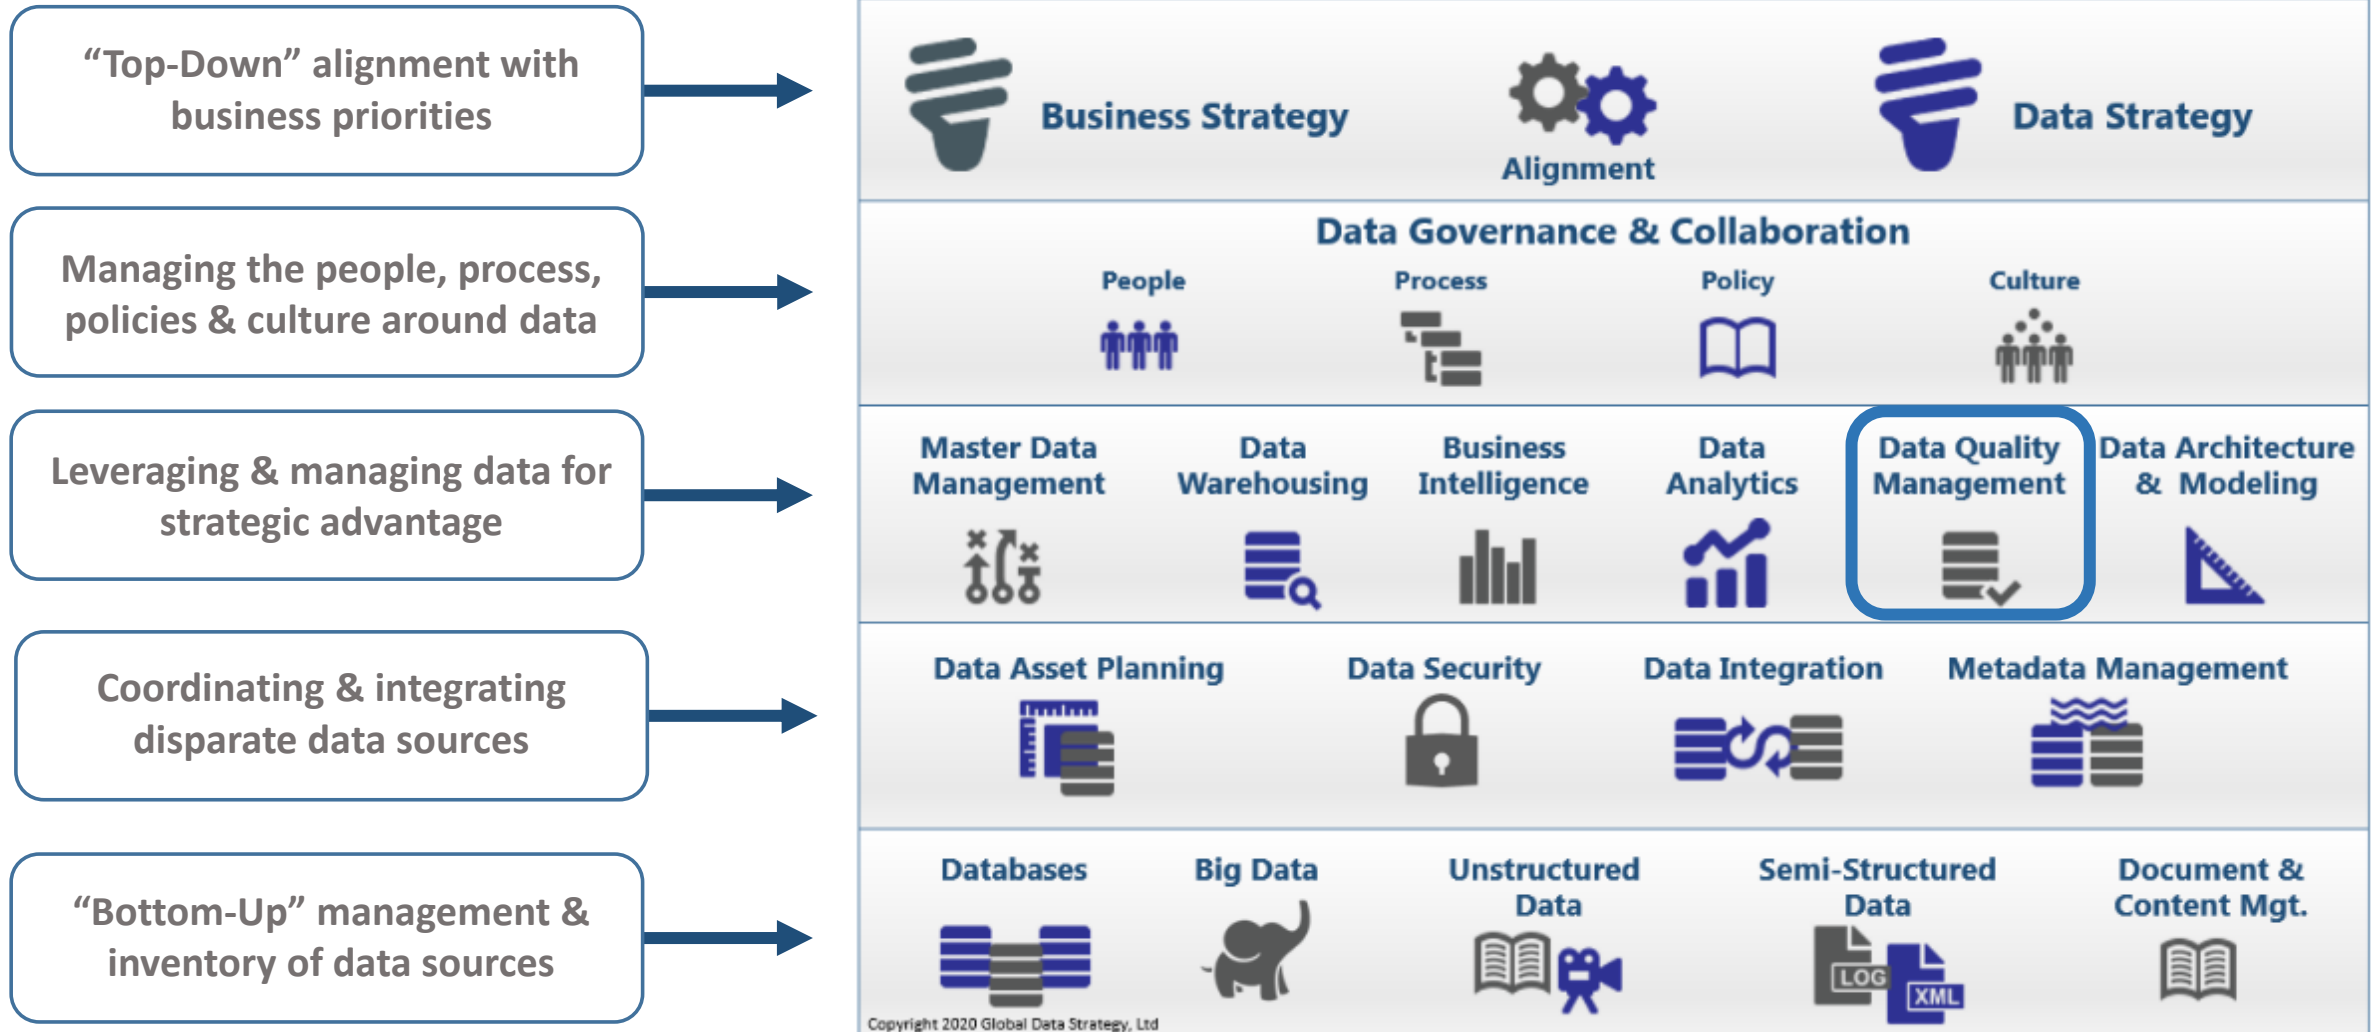 “Top-Down” alignment with
business priorities
Business Strategy
Alignment
Data Strategy
Managing the people, process,
policies & culture around data
Data Governance & Collaboration
People
Process
Policy
Culture
Leveraging & managing data for
strategic advantage
Master Data
Management
Data
Warehousing
Business
Intelligence
Data
Analytics
Data Quality
Management
Data Architecture
& Modeling
Coordinating & integrating
disparate data sources
Data Asset Planning
Data Security
Data Integration
Metadata Management
“Bottom-Up” management &
inventory of data sources
Databases
Big Data
Unstructured
Data
Semi-Structured
Data
LOG
XML
Document &
Content Mgt.
Copyright 2020 Global Data Strategy, Ltd